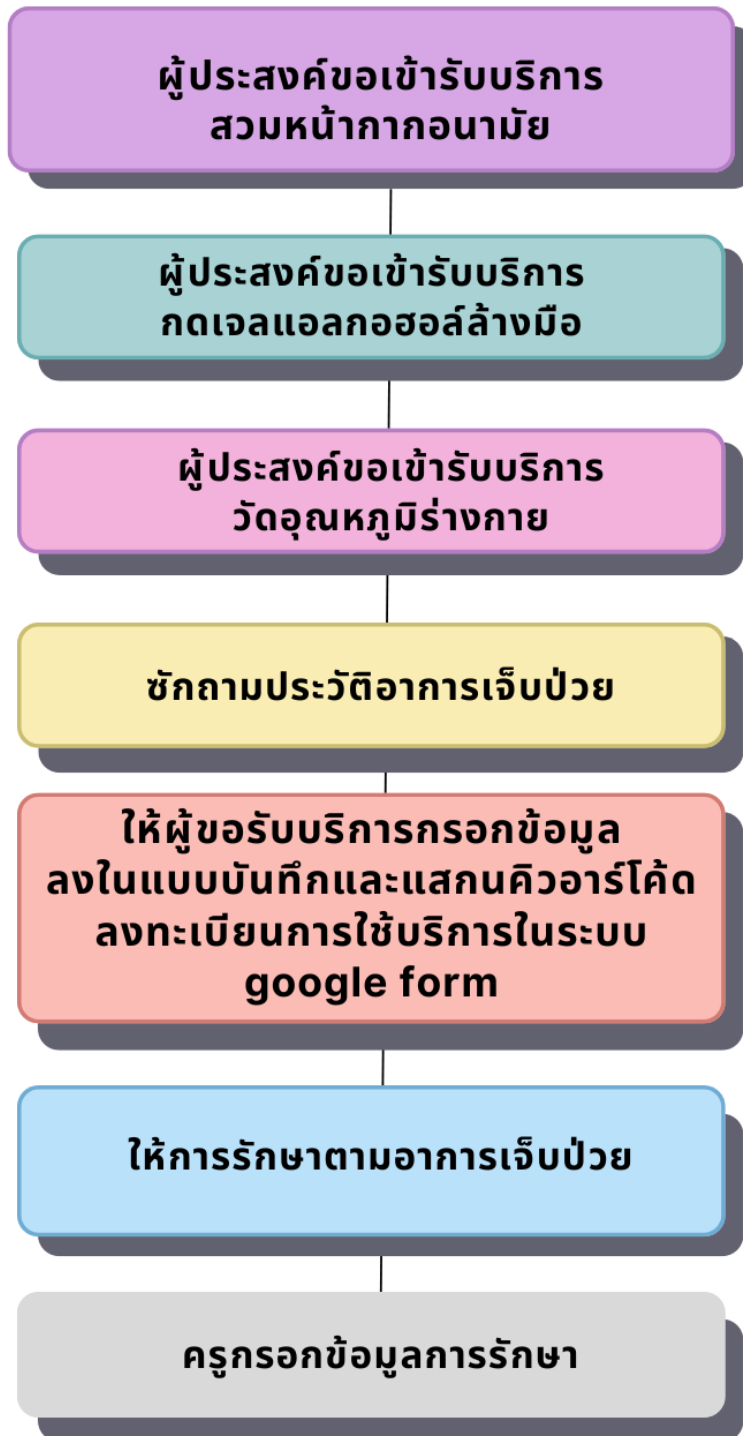 ผู้ประสงค์ขอเข้ารับบริการ
สวมหน้ากากอนามัย
ผู้ประสงค์ขอเข้ารับบริการ
กดเจลแอลกอฮอล์ล้างมือ
ผู้ประสงค์ขอเข้ารับบริการ
วัดอุณหภูมิร่างกาย
ซักถามประวัติอาการเจ็บป่วย
ให้ผู้ขอรับบริการกรอกข้อมูล
ลงในแบบบันทึกและแสกนคิวอาร์โค้ด
ลงทะเบียนการใช้บริการในระบบ
google form
ให้การรักษาตามอาการเจ็บป่วย
ครูกรอกข้อมูลการรักษา